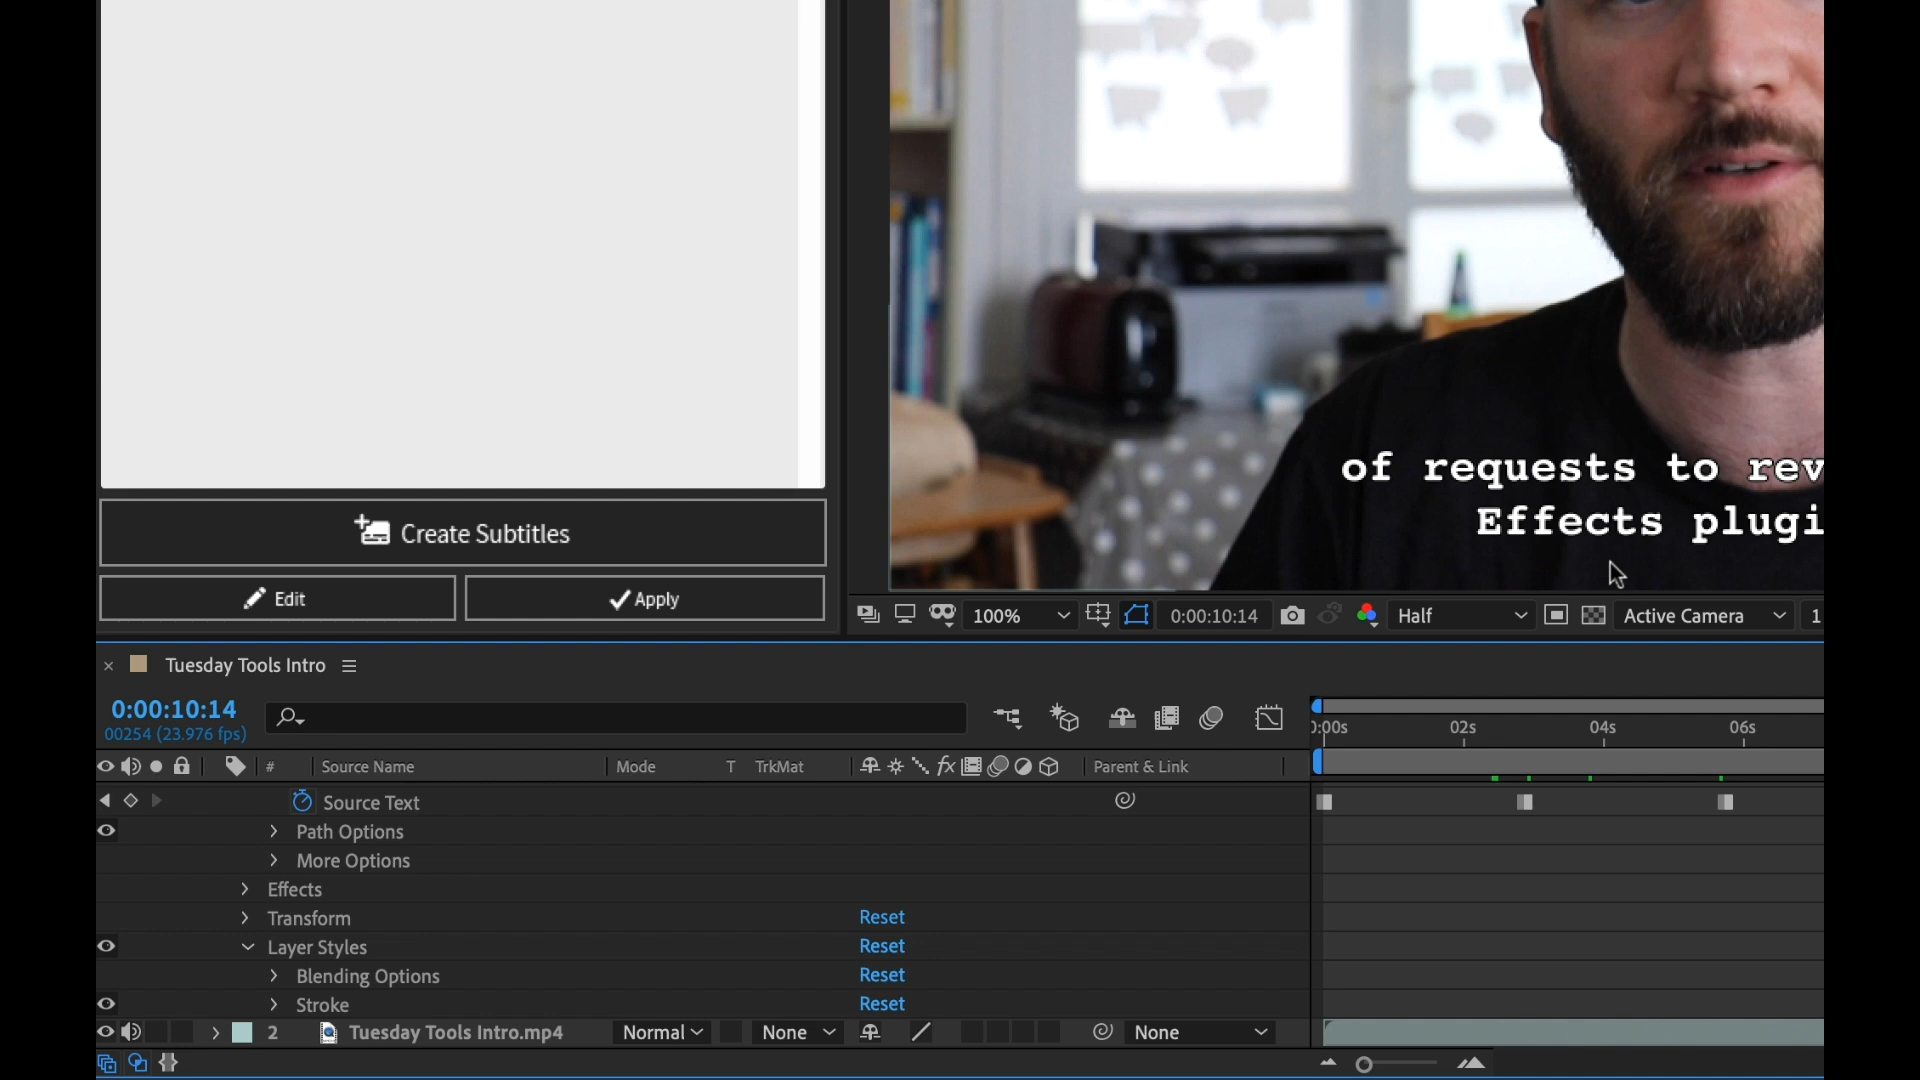 of requests to rev
Effects plugi
Create Subtitles
Edit
Apply
100%
0:00:10:14
Half
Active Camera
1
Tuesday Tools Intro
0:00:10:14
00254 (23.976 fps)
:00s
02s
04s
06s
#
Source Name
Mode
T
TrkMat
fx
Parent & Link
Source Text
Path Options
More Options
Effects
Transform
Reset
Layer Styles
Reset
Blending Options
Reset
Stroke
Reset
2
Tuesday Tools Intro.mp4
Normal
None
None